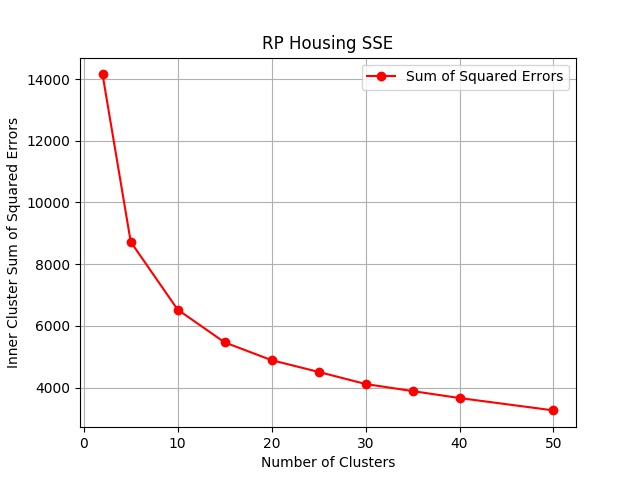 RP Housing SSE
Sum of Squared Errors
Inner Cluster Sum of Squared Errors
14000
12000
10000
8000
6000
4000
0 10 20 30 40 50
Number of Clusters